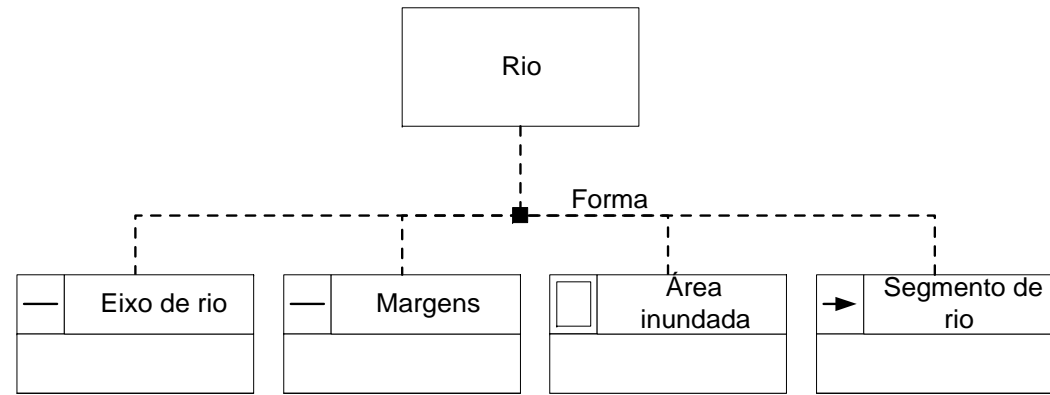 Rio
Forma
Eixo de rio
Margens
Área
inundada
Segmento de
rio